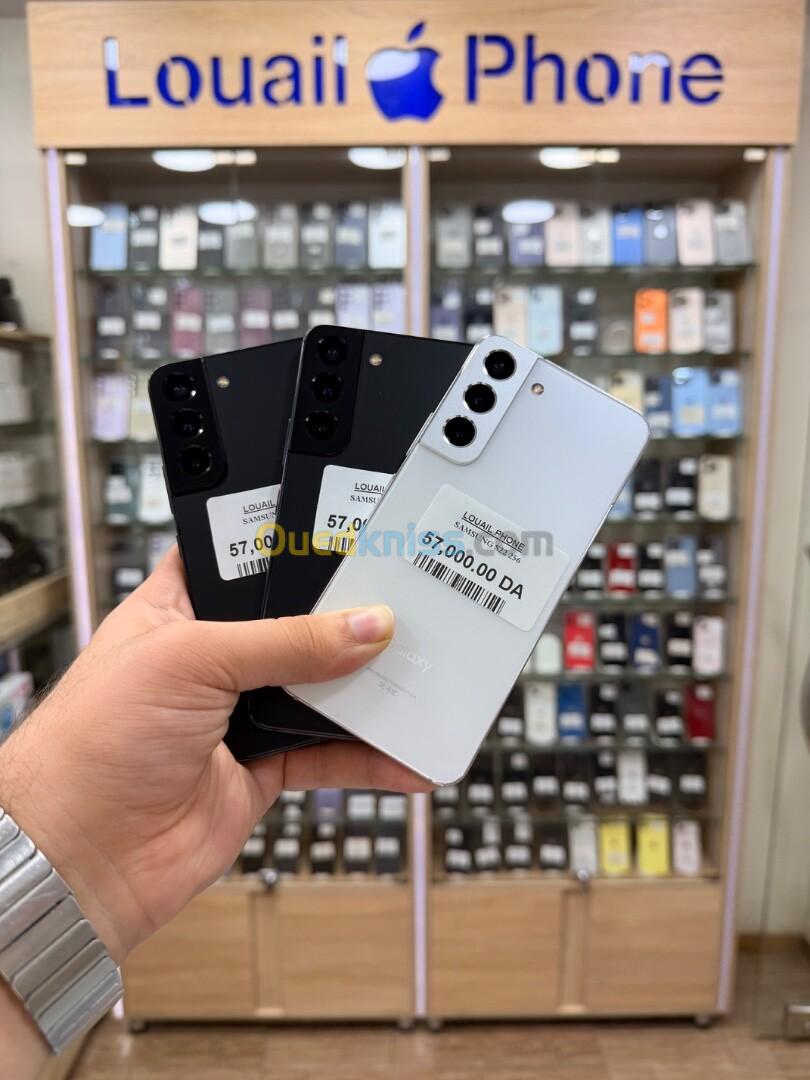 Louail Phone
LOUAIL
SAMSUN
57,00
LOUAIL
SAMSU
57,0
LOUAIL PHONE
SAMSUNG S22 256
57,000.00 DA
Galaxy
Ouedkniss.com